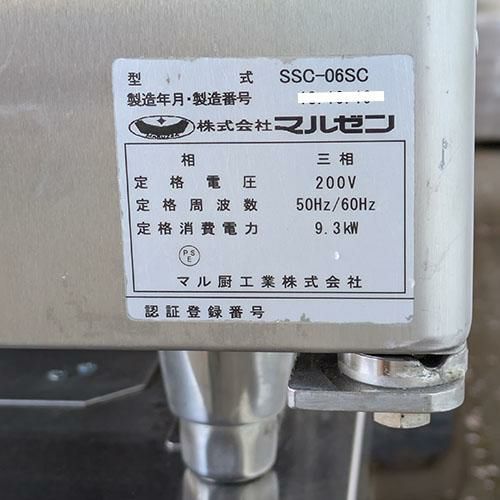 型 式 SSC-06SC
製造年月・製造番号
株式会社 マルゼン
相 三相
定格電圧 200V
定格周波数 50Hz/60Hz
定格消費電力 9.3kW
PS
E
マル厨工業株式会社
認証登録番号